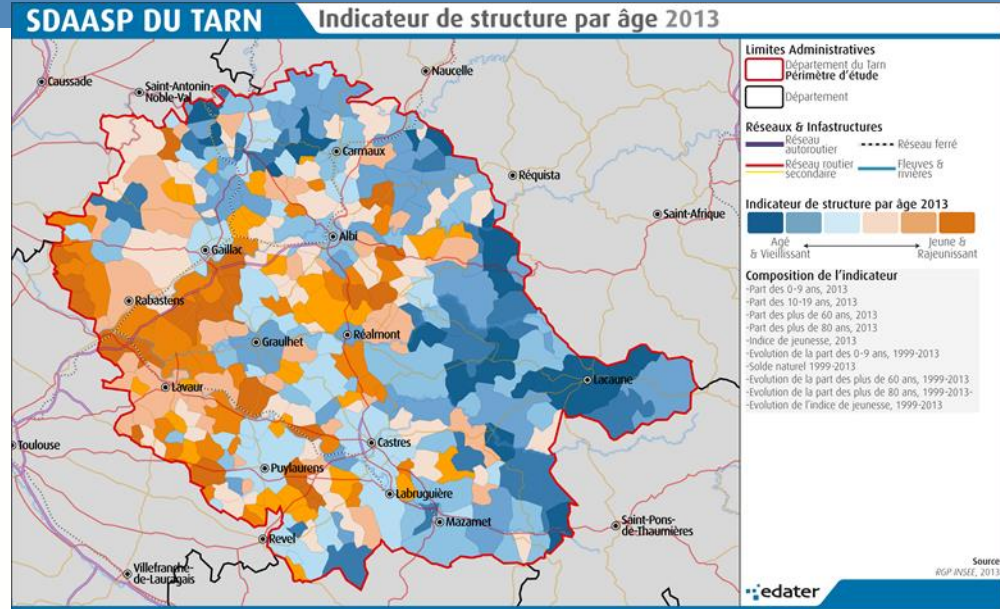 SDAASP DU TARN
Indicateur de structure par âge 2013
Caussade
Saint-Antonin-
Noble-Val
Naucelle
Carmaux
Réquista
Saint-Afrique
Albi
Gaillac
Rabastens
Graulhet
Réalmont
Lacaune
Lavaur
Toulouse
Castres
Puylaurens
Labruguière
Mazamet
Saint-Pons-
de-Thaumières
Revel
Villefranche-
de-Lauragais
Limites Administratives
Département du Tarn
Périmètre d'étude
Département
Réseaux & Infastructures
Réseau
autoroutier
Réseau ferré
Réseau routier
secondaire
Fleuves &
rivières
Indicateur de structure par âge 2013
Agé
& Vieillissant
Jeune &
Rajeunissant
Composition de l'indicateur
-Part des 0-9 ans, 2013
-Part des 10-19 ans, 2013
-Part des plus de 60 ans, 2013
-Part des plus de 80 ans, 2013
-Indice de jeunesse, 2013
-Evolution de la part des 0-9 ans, 1999-2013
-Solde naturel 1999-2013
-Evolution de la part des plus de 60 ans, 1999-2013
-Evolution de la part des plus de 80 ans, 1999-2013-
-Evolution de l'indice de jeunesse, 1999-2013
Source
RGP INSEE, 2013
edater